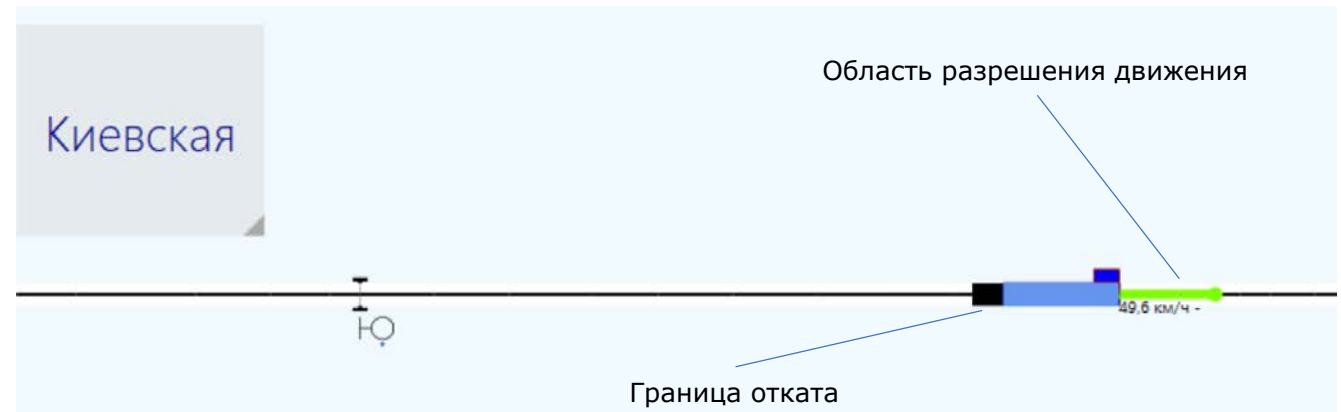 Область разрешения движения
Киевская
49,6 км/ч -
Ю
Граница отката